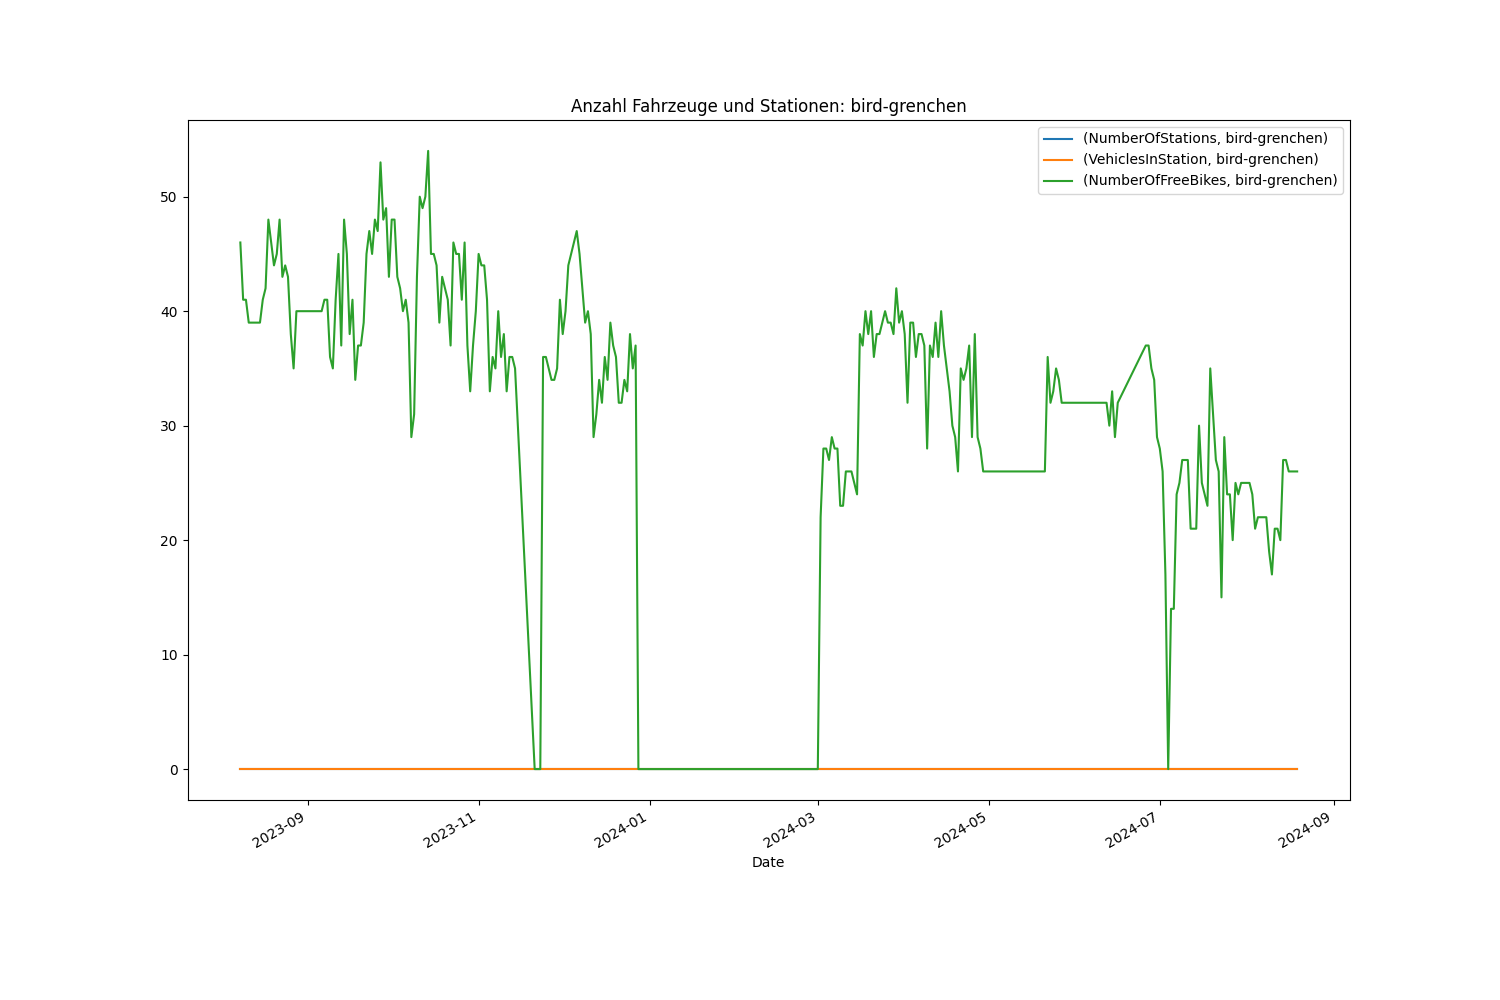 Anzahl Fahrzeuge und Stationen: bird-grenchen
(NumberOfStations, bird-grenchen)
(VehiclesInStation, bird-grenchen)
(NumberOfFreeBikes, bird-grenchen)
50
40
30
20
10
0
2023-09
2023-11
2024-01
2024-03
2024-05
2024-07
2024-09
Date